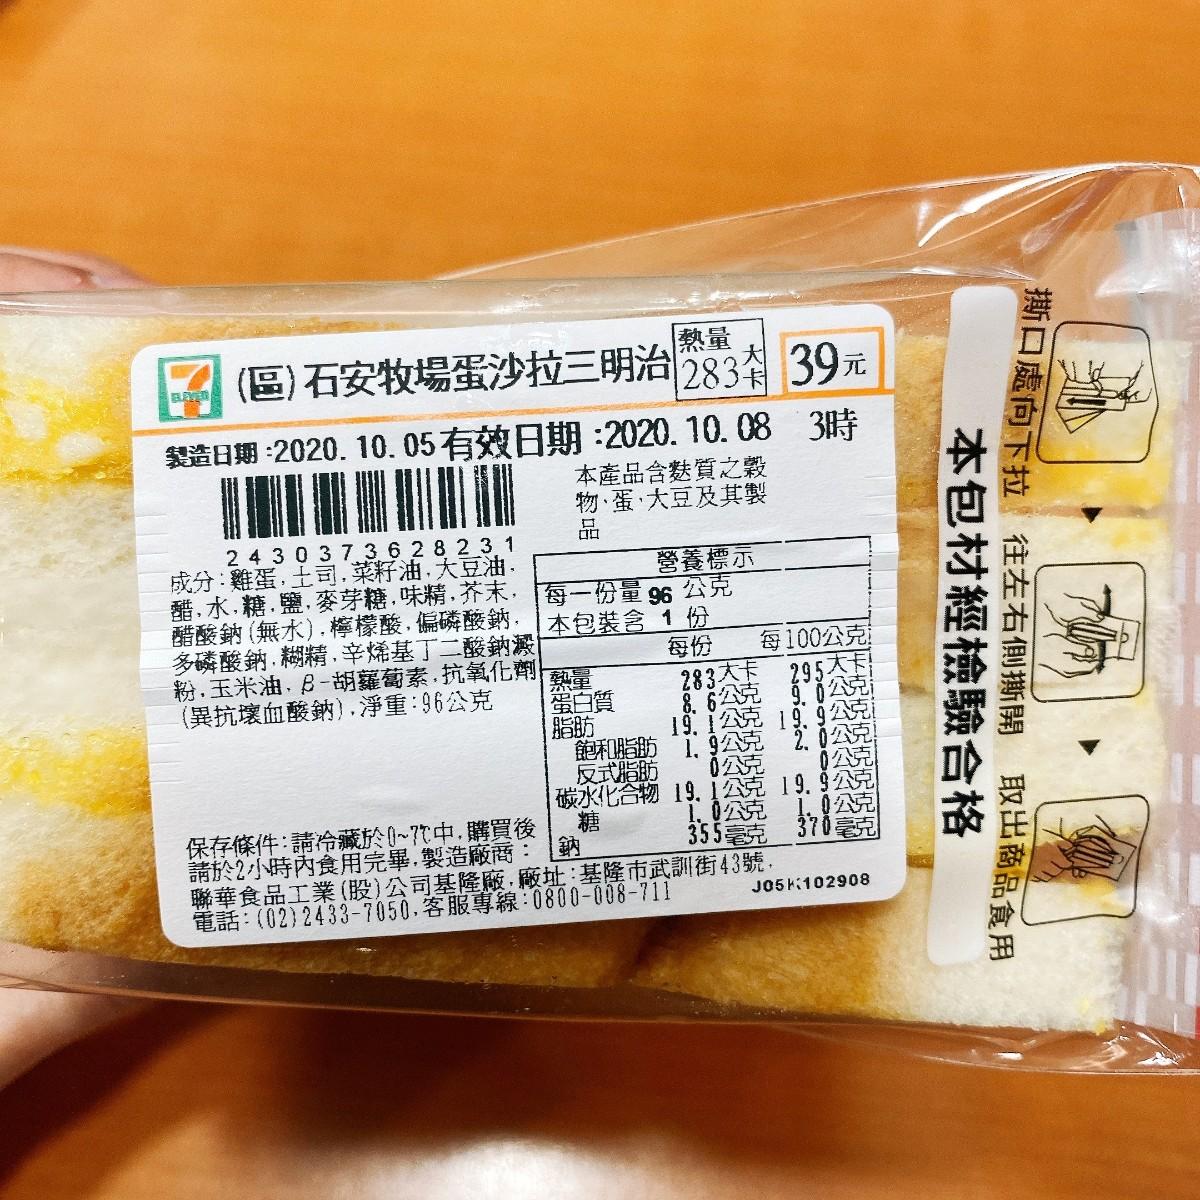 7
ELEVEN
(區)石安牧場蛋沙拉三明治
熱量
283大卡
39元
製造日期:2020.10.05有效日期:2020.10.08 3時
本產品含麩質之穀
物、蛋、大豆及其製
品
2430373628231
成分:雞蛋,土司,菜籽油,大豆油,
醋,水,糖,鹽,麥芽糖,味精,芥末,
醋酸鈉(無水),檸檬酸,偏磷酸鈉,
多磷酸鈉,糊精,辛烯基丁二酸鈉澱
粉,玉米油,β-胡蘿蔔素,抗氧化劑
(異抗壞血酸鈉),淨重:96公克
營養標示
每一份量 96 公克
本包裝含 1 份
每份 每100公克
熱量 283大卡 295大卡
蛋白質 8.6公克 9.0公克
脂肪 19.1公克 19.9公克
飽和脂肪 1.9公克 2.0公克
反式脂肪 0公克 0公克
碳水化合物 19.1公克 19.9公克
糖 1.0公克 1.0公克
鈉 355毫克 370毫克
保存條件:請冷藏於0~7℃中,購買後
請於2小時內食用完畢,製造廠商:
聯華食品工業(股)公司基隆廠,廠址:基隆市武訓街43號,
電話:(02)2433-7050,客服專線:0800-008-711
J05K102908
本包材經檢驗合格
撕口處向下拉
往左右側撕開
取出商品食用